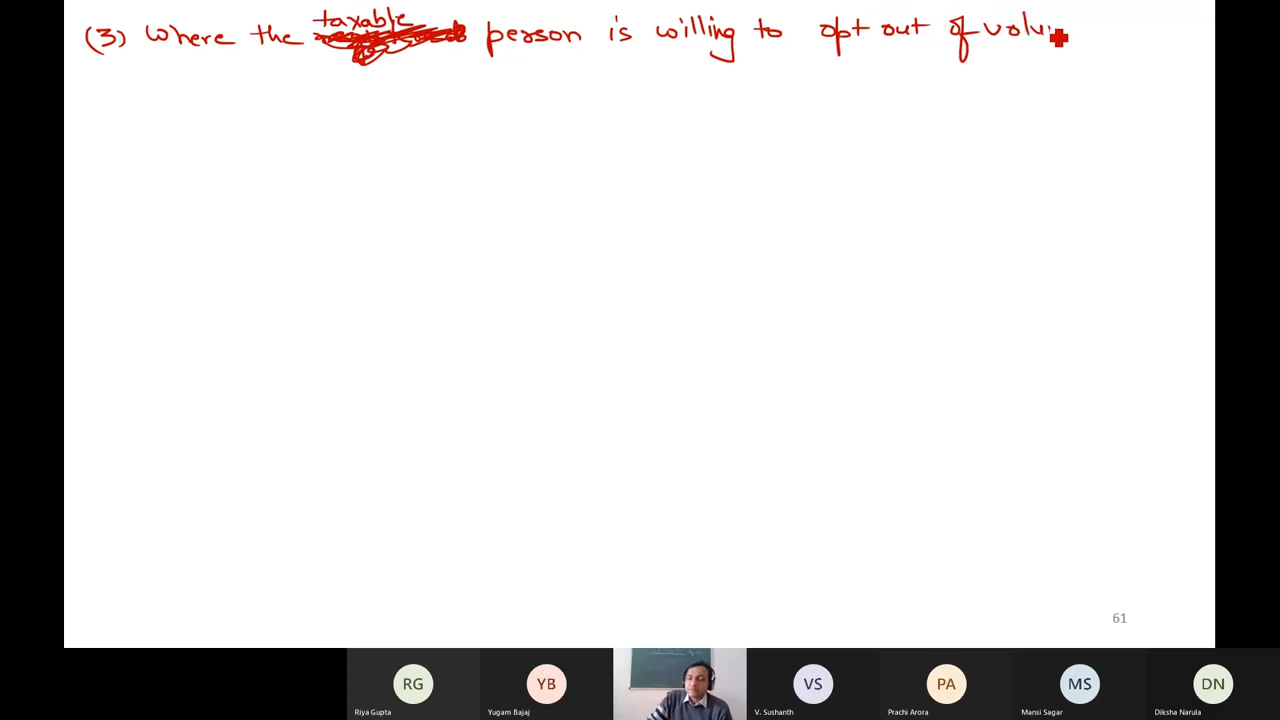 taxable
(3) Where the person is willing to opt out of
61
RG YB VS PA MS DN
Riya Gupta Yugam Bajaj V. Sushanth Prachi Arora Mansi Sagar Diksha Narula